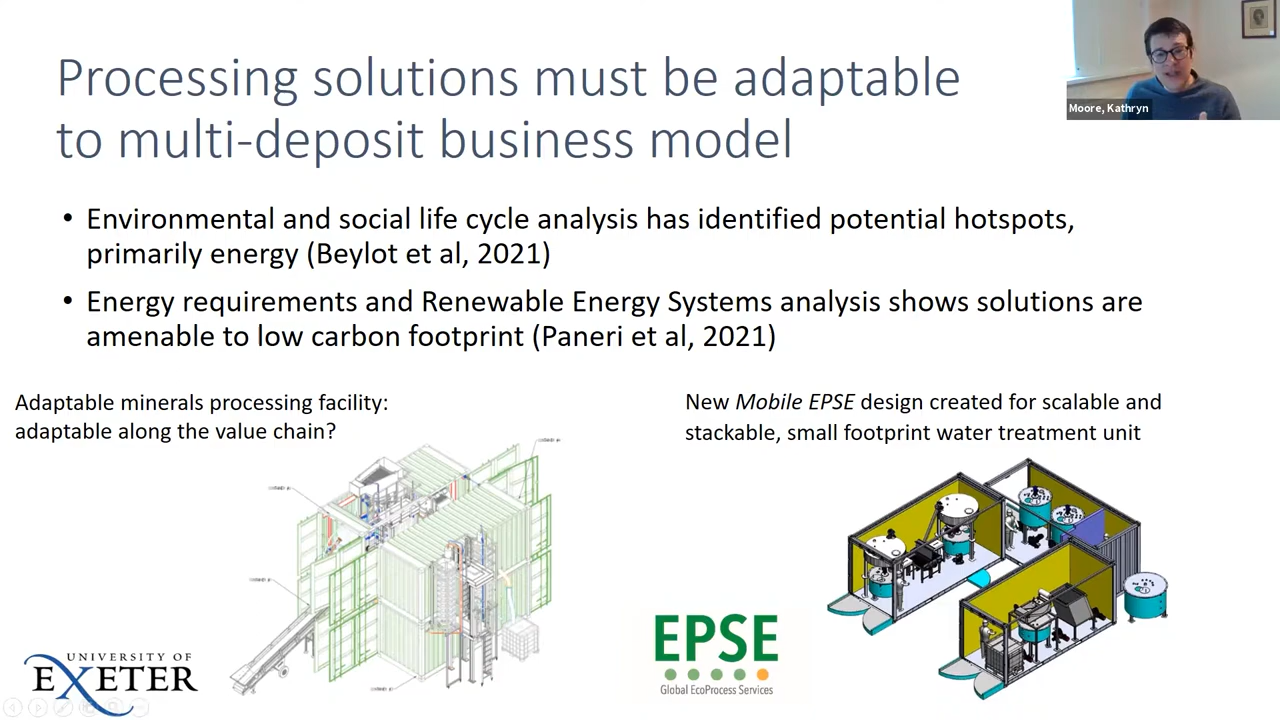 Processing solutions must be adaptable
to multi-deposit business model
Moore, Kathryn
• Environmental and social life cycle analysis has identified potential hotspots,
primarily energy (Beylot et al, 2021)
• Energy requirements and Renewable Energy Systems analysis shows solutions are
amenable to low carbon footprint (Paneri et al, 2021)
Adaptable minerals processing facility:
adaptable along the value chain?
New Mobile EPSE design created for scalable and
stackable, small footprint water treatment unit
UNIVERSITY OF
EXETER
EPSE
Global EcoProcess Services